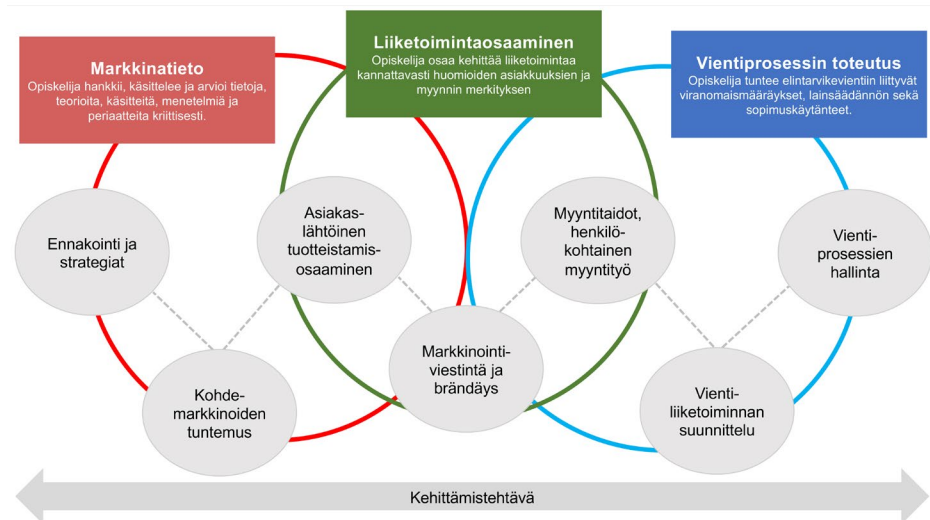 Markkinatieto
Opiskelija hankkii, käsittelee ja arvioi tietoja,
teorioita, käsitteitä, menetelmiä ja
periaatteita kriittisesti.
Liiketoimintaosaaminen
Opiskelija osaa kehittää liiketoimintaa
kannattavasti huomioiden asiakkuuksien ja
myynnin merkityksen
Vientiprosessin toteutus
Opiskelija tuntee elintarvikevientiin liittyvät
viranomaismääräykset, lainsäädännön sekä
sopimuskäytänteet.
Ennakointi ja
strategiat
Kohde-
markkinoiden
tuntemus
Asiakas-
lähtöinen
tuotteistamis-
osaaminen
Markkinointi-
viestintä ja
brändäys
Myyntitaidot,
henkilö-
kohtainen
myyntityö
Vienti-
liiketoiminnan
suunnittelu
Vienti-
prosessien
hallinta
Kehittämistehtävä